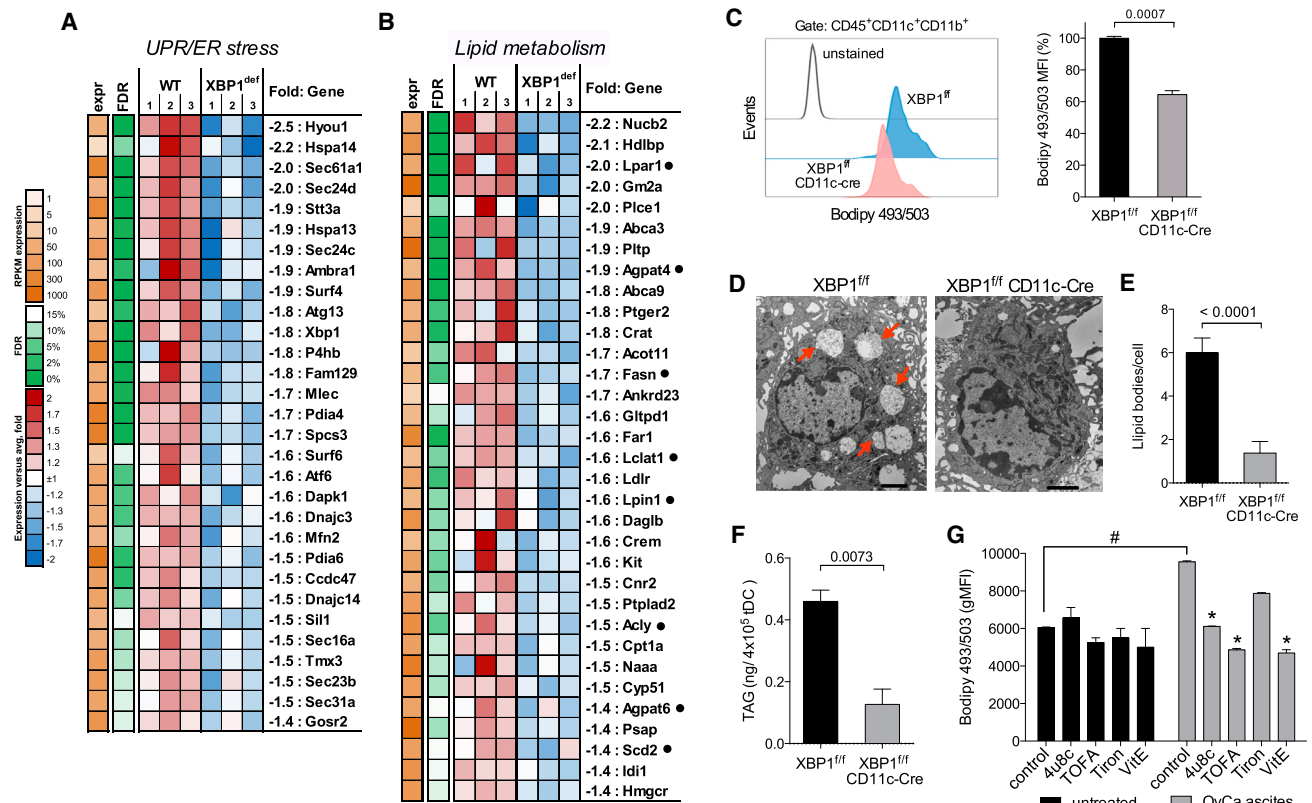 A
UPR/ER stress
expr
FDR
WT
XBP1def
Fold: Gene
1 2 3 1 2 3
-2.5 : Hyou1
-2.2 : Hspa14
-2.0 : Sec61a1
-2.0 : Sec24d
-1.9 : Stt3a
-1.9 : Hspa13
-1.9 : Sec24c
-1.9 : Ambra1
-1.9 : Surf4
-1.8 : Atg13
-1.8 : Xbp1
-1.8 : P4hb
-1.8 : Fam129
-1.7 : Mlec
-1.7 : Pdia4
-1.7 : Spcs3
-1.6 : Surf6
-1.6 : Atf6
-1.6 : Dapk1
-1.6 : Dnajc3
-1.6 : Mfn2
-1.5 : Pdia6
-1.5 : Ccdc47
-1.5 : Dnajc14
-1.5 : Sil1
-1.5 : Sec16a
-1.5 : Tmx3
-1.5 : Sec23b
-1.5 : Sec31a
-1.4 : Gosr2
RPKM expression
1
5
10
50
100
300
1000
FDR
15%
10%
5%
2%
0%
Expression versus avg, fold
2
1.7
1.5
1.3
1.2
±1
-1.2
-1.3
-1.5
-1.7
-2
B
Lipid metabolism
expr
FDR
WT
XBP1def
Fold: Gene
1 2 3 1 2 3
-2.2 : Nucb2
-2.1 : Hdlbp
-2.0 : Lpar1 ●
-2.0 : Gm2a
-2.0 : Plce1
-1.9 : Abca3
-1.9 : Pltp
-1.9 : Agpat4 ●
-1.8 : Abca9
-1.8 : Ptger2
-1.8 : Crat
-1.7 : Acot11
-1.7 : Fasn ●
-1.7 : Ankrd23
-1.6 : Gltpd1
-1.6 : Far1
-1.6 : Lclat1 ●
-1.6 : Ldlr
-1.6 : Lpin1 ●
-1.6 : Daglb
-1.6 : Crem
-1.6 : Kit
-1.5 : Cnr2
-1.5 : Ptplad2
-1.5 : Acly ●
-1.5 : Cpt1a
-1.5 : Naaa
-1.5 : Cyp51
-1.4 : Agpat6 ●
-1.4 : Psap
-1.4 : Scd2 ●
-1.4 : Idi1
-1.4 : Hmgcr
C
Gate: CD45+CD11c+CD11b+
unstained
XBP1f/f
XBP1f/f
CD11c-cre
Events
Bodipy 493/503
0.0007
Bodipy 493/503 MFI (%)
100
80
60
40
20
0
XBP1f/f
XBP1f/f
CD11c-Cre
D
XBP1f/f
XBP1f/f CD11c-Cre
E
< 0.0001
Llipid bodies/cell
8
6
4
2
0
XBP1f/f
XBP1f/f
CD11c-Cre
F
0.0073
TAG (ng/ 4x10⁵ tDC)
0.6
0.4
0.2
0.0
XBP1f/f
XBP1f/f
CD11c-Cre
G
#
Bodipy 493/503 (gMFI)
10000
8000
6000
4000
2000
0
* * *
control 4u8c TOFA Tiron VitE control 4u8c TOFA Tiron VitE
untreated OvCa ascites